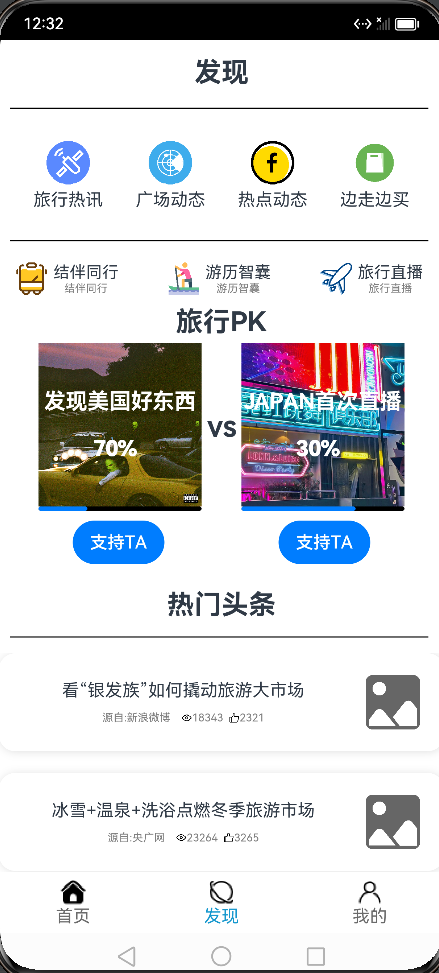 12:32
发现
旅行热讯 广场动态 热点动态 边走边买
结伴同行 游历智囊 旅行直播
结伴同行 游历智囊 旅行直播
旅行PK
发现美国好东西 JAPAN首次直播
VS
70% 30%
支持TA 支持TA
热门头条
看“银发族”如何撬动旅游大市场
源自:新浪微博 18343 2321
冰雪+温泉+洗浴点燃冬季旅游市场
源自:央广网 23264 3265
首页 发现 我的